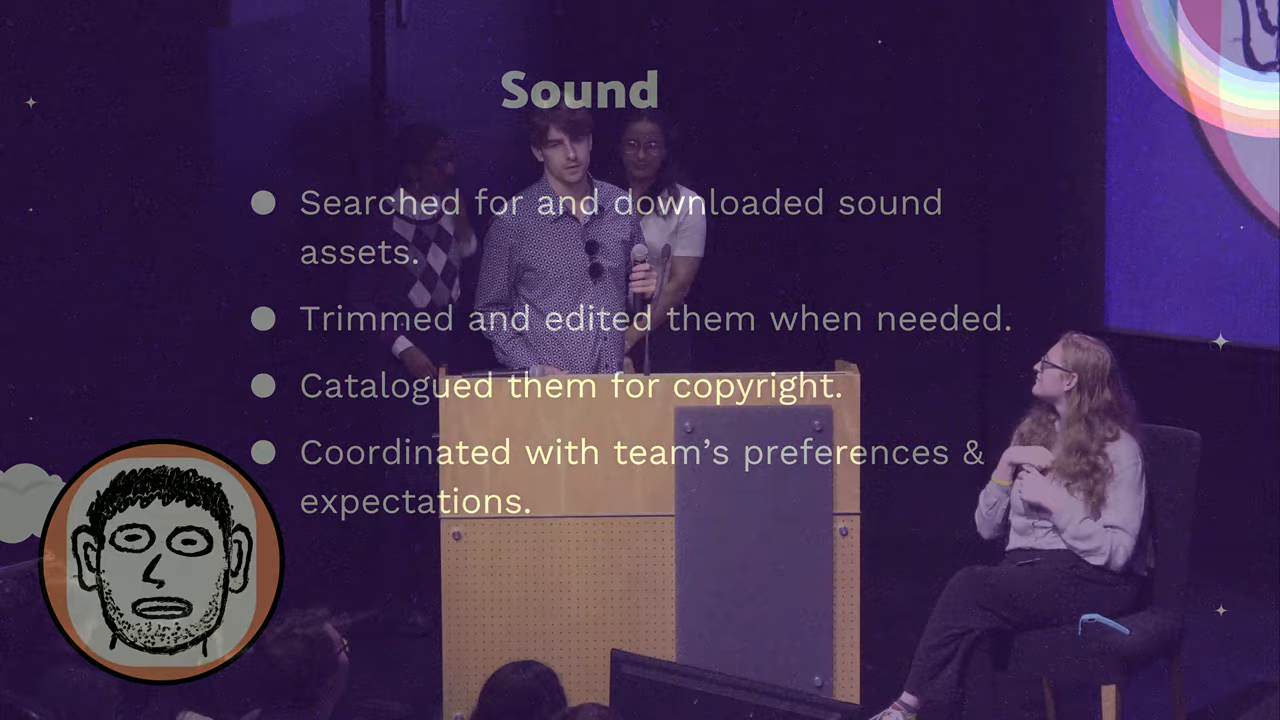 Sound
● Searched for and downloaded sound
assets.
● Trimmed and edited them when needed.
● Catalogued them for copyright.
● Coordinated with team’s preferences &
expectations.